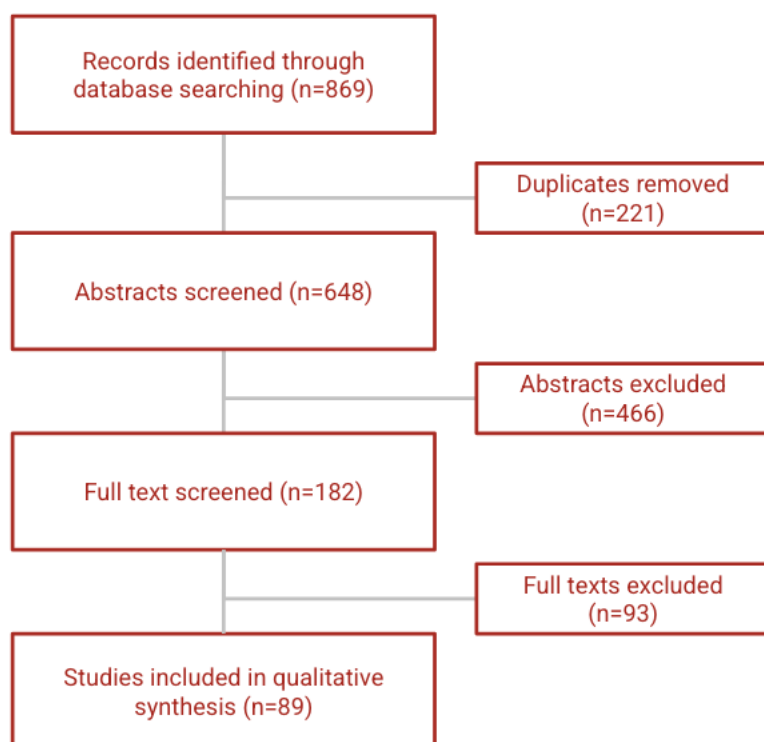 Records identified through
database searching (n=869)
Duplicates removed
(n=221)
Abstracts screened (n=648)
Abstracts excluded
(n=466)
Full text screened (n=182)
Full texts excluded
(n=93)
Studies included in qualitative
synthesis (n=89)